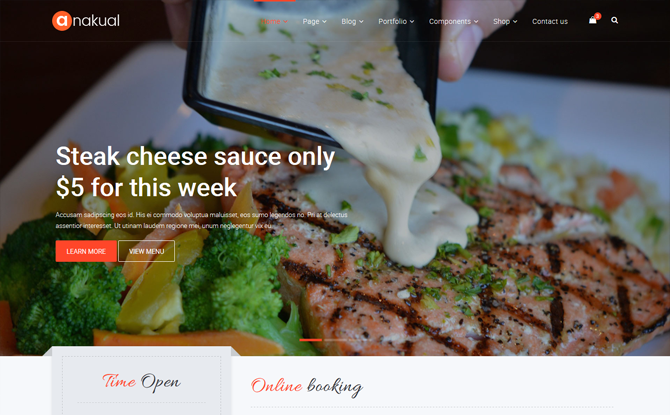 anakual
Home Page Blog Portfolio Components Shop Contact us
Steak cheese sauce only
$5 for this week
Accusam sadipscing eos id. His ei commodo voluptua maluisset, eos sumo legendos no. Pri at delectus
assentior interesset. Ut utinam laudem regione mei, unum neglegentur vix eu.
LEARN MORE VIEW MENU
Time Open
Online booking